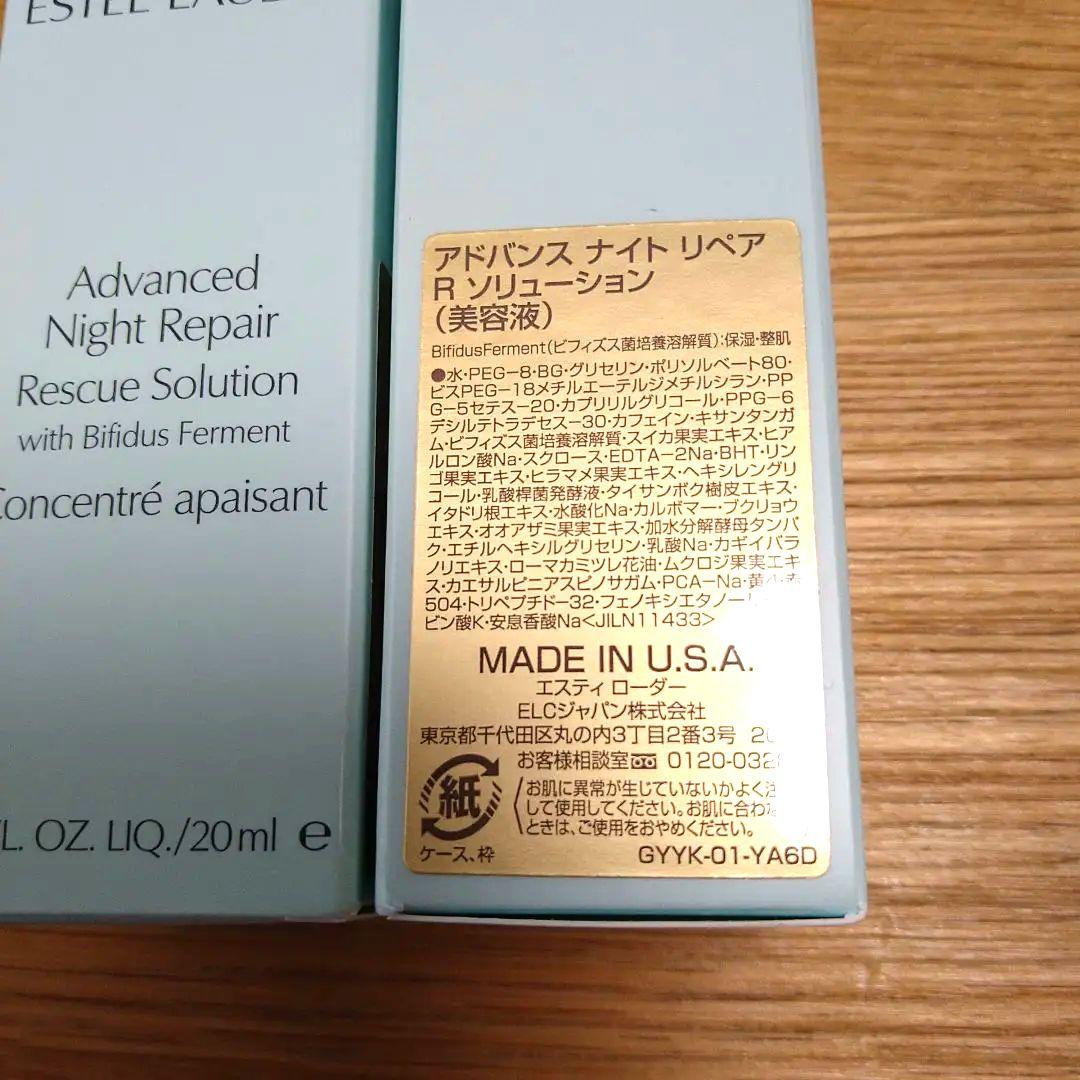 ESTEE
Advanced
Night Repair
Rescue Solution
with Bifidus Ferment
Concentré apaisant
OZ. LIQ./20ml e
アドバンス ナイト リペア
R ソリューション
(美容液)
BifidusFerment(ビフィズス菌培養溶解質):保湿・整肌
●水・PEG-8・BG・グリセリン・ポリソルベート80・
ビスPEG-18メチルエーテルジメチルシラン・PP
G-5セテス-20・カプリリルグリコール・PPG-6
デシルテトラデセス-30・カフェイン・キサンタンガ
ム・ビフィズス菌培養溶解質・スイカ果実エキス・ヒア
ルロン酸Na・スクロース・EDTA-2Na・BHT・リン
ゴ果実エキス・ヒラマメ果実エキス・ヘキシレングリ
コール・乳酸桿菌発酵液・タイサンボク樹皮エキス・
イタドリ根エキス・水酸化Na・カルボマー・ブクリョウ
エキス・オオアザミ果実エキス・加水分解酵母タンパ
ク・エチルヘキシルグリセリン・乳酸Na・カギイバラ
ノリエキス・ローマカミツレ花油・ムクロジ果実エキ
ス・カエサルピニアスピノサガム・PCA-Na・黄4・赤
504・トリペプチド-32・フェノキシエタノー
ビン酸K・安息香酸Na<JILN11433>
MADE IN U.S.A.
エスティ ローダー
ELCジャパン株式会社
東京都千代田区丸の内3丁目2番3号
お客様相談室 0120-032
紙
お肌に異常が生じていないかよく注
して使用してください。お肌に合わな
ときは、ご使用をおやめください。
ケース、枠
GYYK-01-YA6D